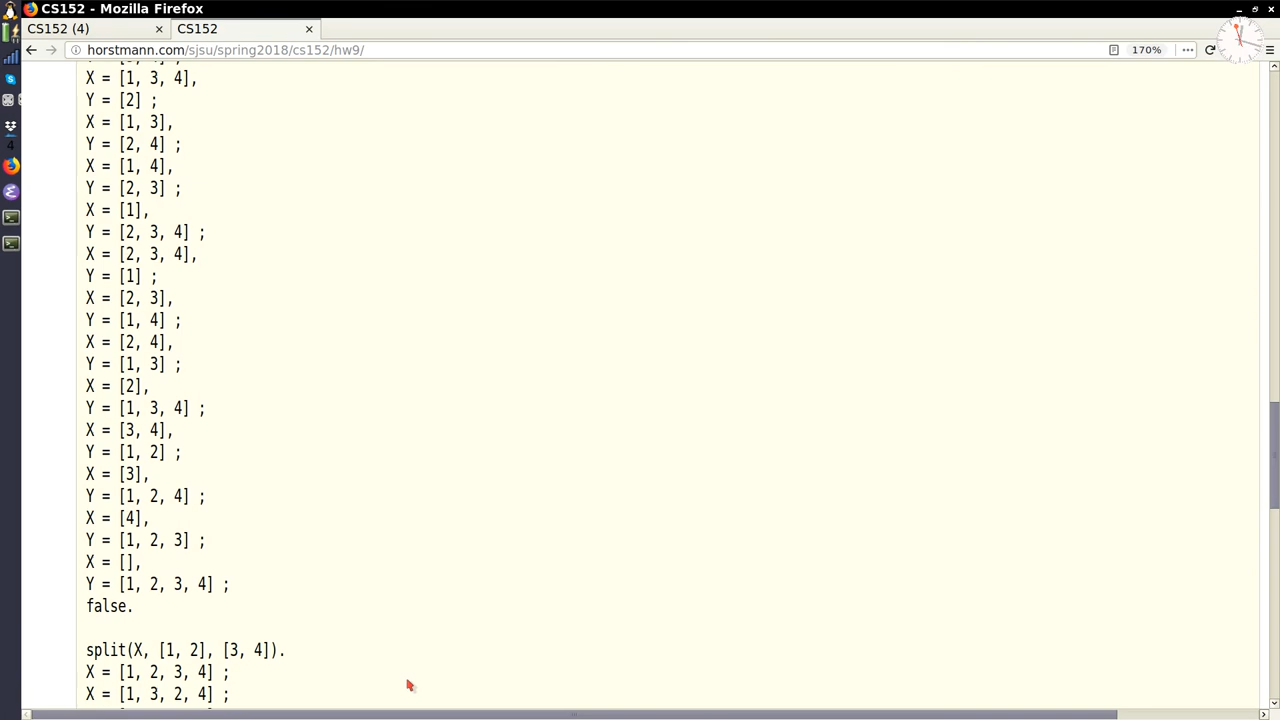 CS152 - Mozilla Firefox
CS152 (4)
CS152
horstmann.com/sjsu/spring2018/cs152/hw9/
170%
X = [1, 3, 4],
Y = [2] ;
X = [1, 3],
Y = [2, 4] ;
X = [1, 4],
Y = [2, 3] ;
X = [1],
Y = [2, 3, 4] ;
X = [2, 3, 4],
Y = [1] ;
X = [2, 3],
Y = [1, 4] ;
X = [2, 4],
Y = [1, 3] ;
X = [2],
Y = [1, 3, 4] ;
X = [3, 4],
Y = [1, 2] ;
X = [3],
Y = [1, 2, 4] ;
X = [4],
Y = [1, 2, 3] ;
X = [],
Y = [1, 2, 3, 4] ;
false.
split(X, [1, 2], [3, 4]).
X = [1, 2, 3, 4] ;
X = [1, 3, 2, 4] ;
4